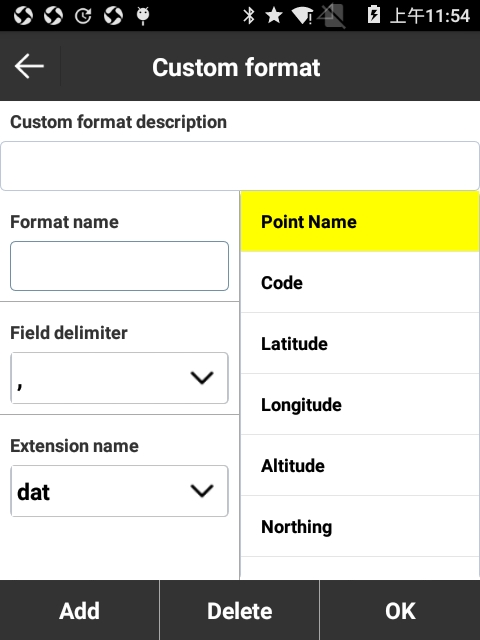 上午11:54
Custom format
Custom format description
Format name
Field delimiter
,
Extension name
dat
Point Name
Code
Latitude
Longitude
Altitude
Northing
Add
Delete
OK